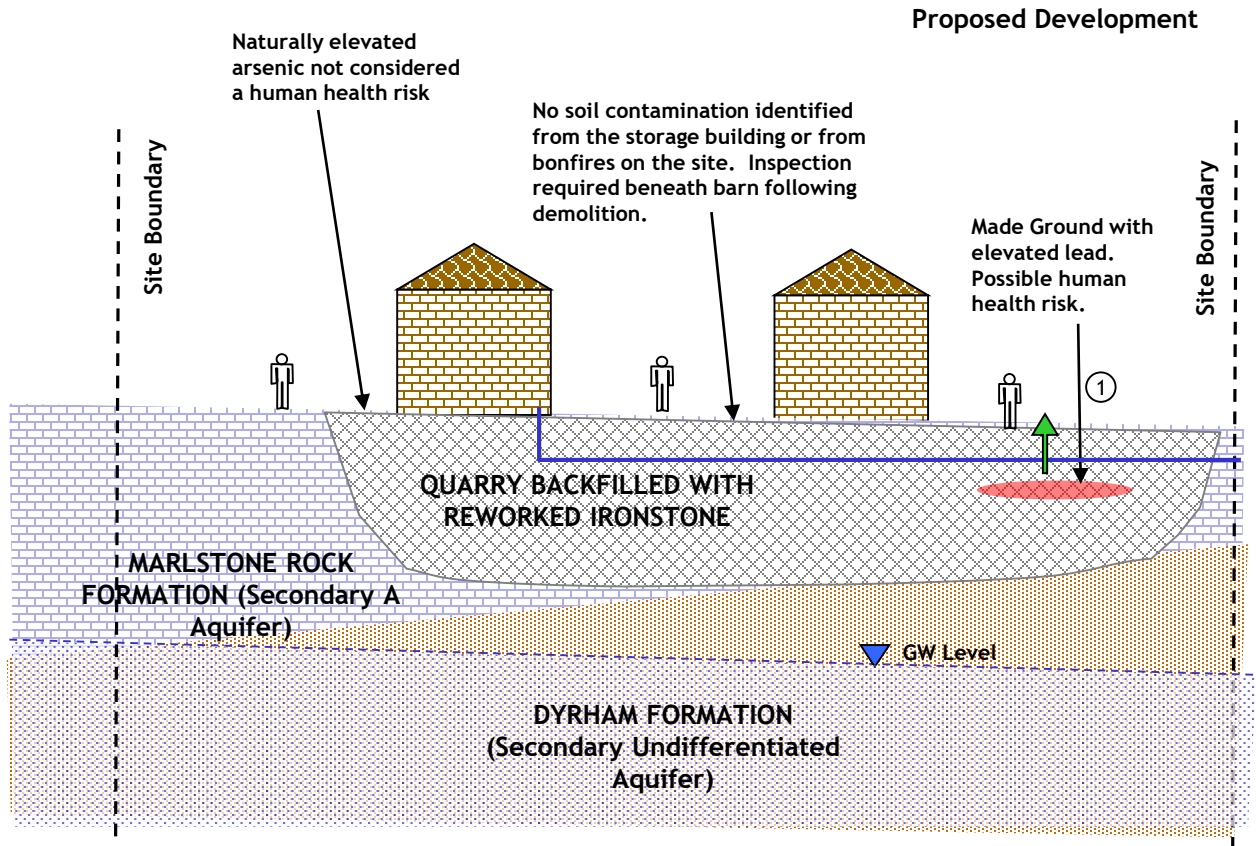 Proposed Development
Naturally elevated
arsenic not considered
a human health risk
No soil contamination identified
from the storage building or from
bonfires on the site.  Inspection
required beneath barn following
demolition.
Made Ground with
elevated lead.
Possible human
health risk.
Site Boundary
Site Boundary
1
QUARRY BACKFILLED WITH
REWORKED IRONSTONE
MARLSTONE ROCK
FORMATION (Secondary A
Aquifer)
GW Level
DYRHAM FORMATION
(Secondary Undifferentiated
Aquifer)